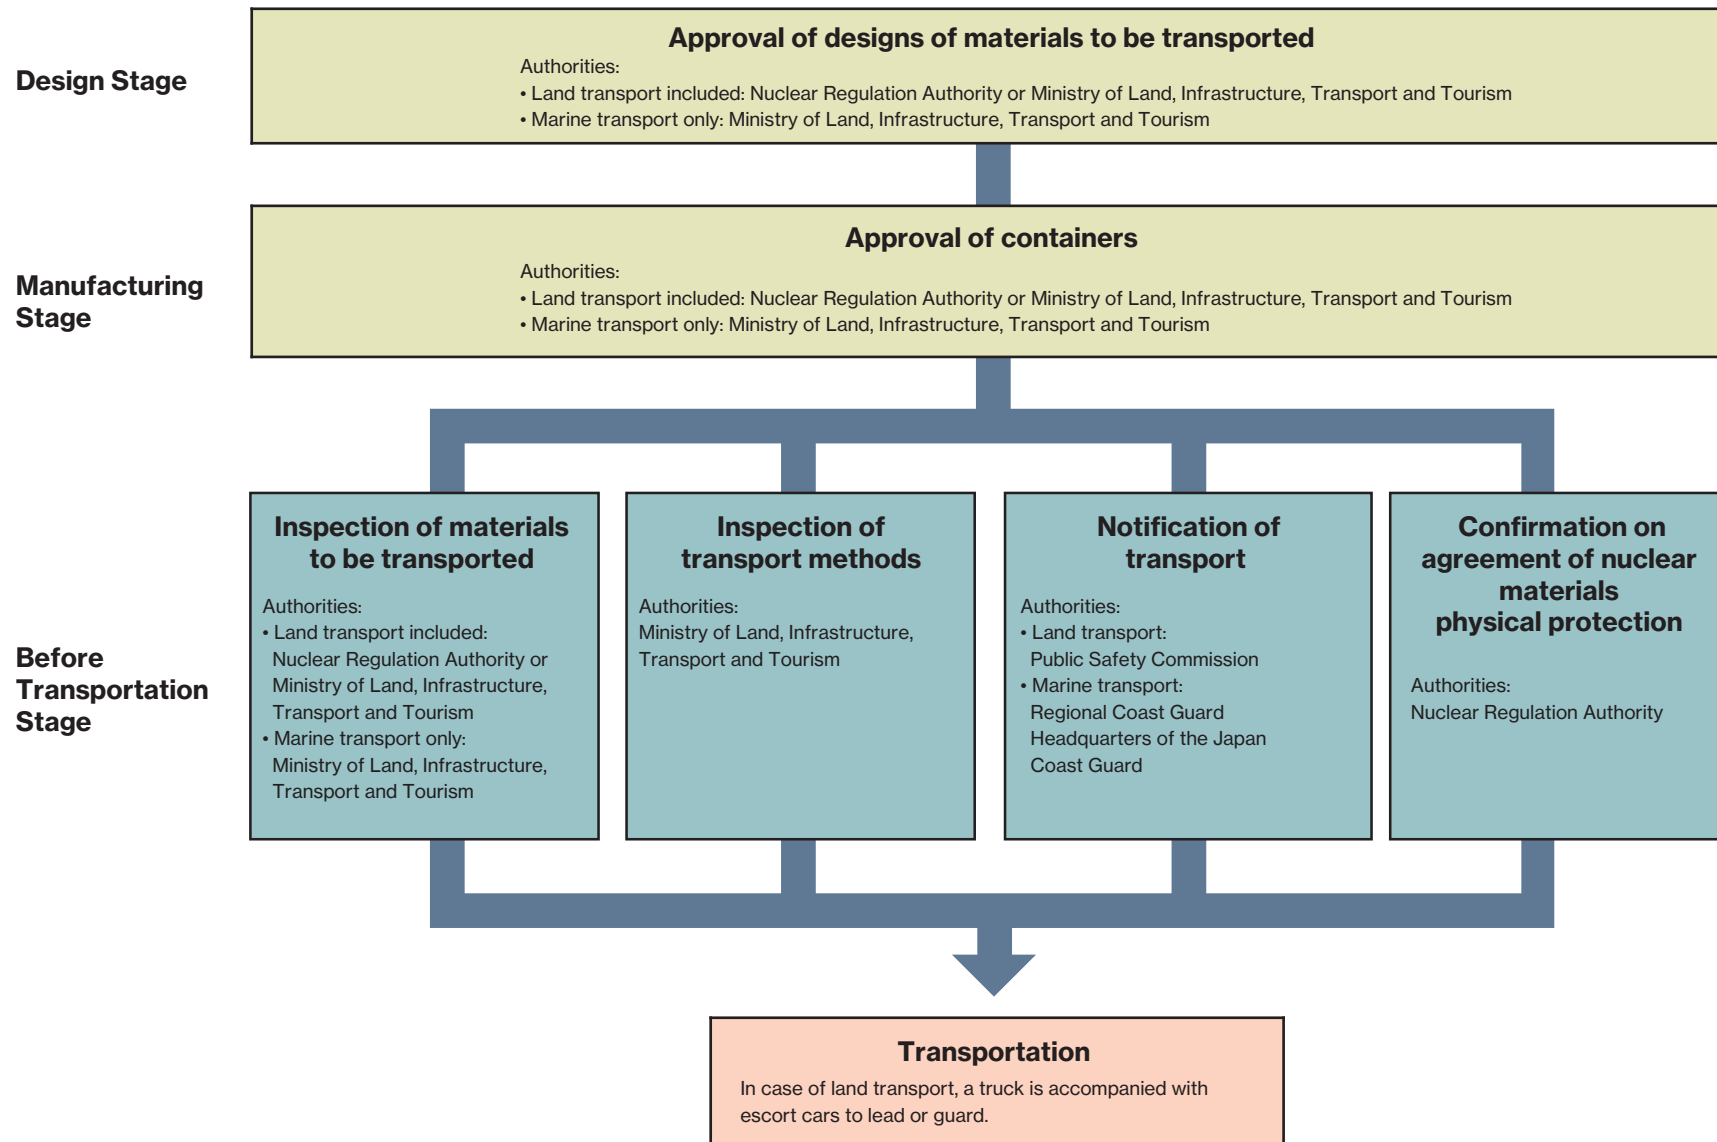 Design Stage
Approval of designs of materials to be transported
Authorities:
• Land transport included: Nuclear Regulation Authority or Ministry of Land, Infrastructure, Transport and Tourism
• Marine transport only: Ministry of Land, Infrastructure, Transport and Tourism
Manufacturing
Stage
Approval of containers
Authorities:
• Land transport included: Nuclear Regulation Authority or Ministry of Land, Infrastructure, Transport and Tourism
• Marine transport only: Ministry of Land, Infrastructure, Transport and Tourism
Before
Transportation
Stage
Inspection of materials
to be transported
Authorities:
• Land transport included:
Nuclear Regulation Authority or
Ministry of Land, Infrastructure,
Transport and Tourism
• Marine transport only:
Ministry of Land, Infrastructure,
Transport and Tourism
Inspection of
transport methods
Authorities:
Ministry of Land, Infrastructure,
Transport and Tourism
Notification of
transport
Authorities:
• Land transport:
Public Safety Commission
• Marine transport:
Regional Coast Guard
Headquarters of the Japan
Coast Guard
Confirmation on
agreement of nuclear
materials
physical protection
Authorities:
Nuclear Regulation Authority
Transportation
In case of land transport, a truck is accompanied with
escort cars to lead or guard.